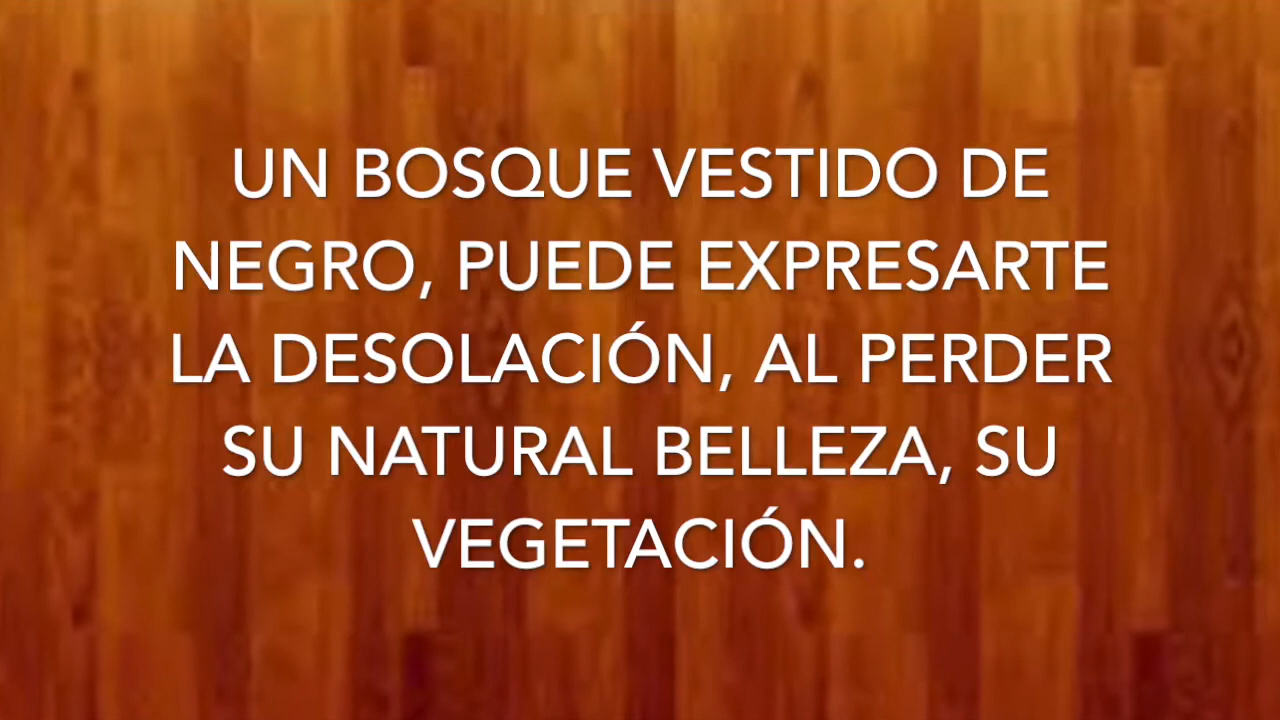 UN BOSQUE VESTIDO DE
NEGRO, PUEDE EXPRESARTE
LA DESOLACIÓN, AL PERDER
SU NATURAL BELLEZA, SU
VEGETACIÓN.